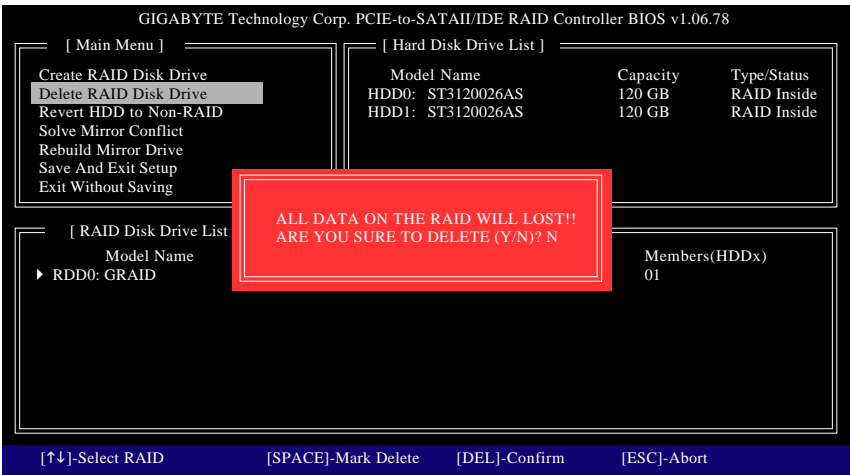 GIGABYTE Technology Corp. PCIE-to-SATAII/IDE RAID Controller BIOS v1.06.78
[ Main Menu ]
Create RAID Disk Drive
Delete RAID Disk Drive
Revert HDD to Non-RAID
Solve Mirror Conflict
Rebuild Mirror Drive
Save And Exit Setup
Exit Without Saving
[ Hard Disk Drive List ]
Model Name Capacity Type/Status
HDD0: ST3120026AS 120 GB RAID Inside
HDD1: ST3120026AS 120 GB RAID Inside
ALL DATA ON THE RAID WILL LOST!!
ARE YOU SURE TO DELETE (Y/N)? N
[ RAID Disk Drive List
Model Name Members(HDDx)
RDD0: GRAID 01
[↑↓]-Select RAID [SPACE]-Mark Delete [DEL]-Confirm [ESC]-Abort